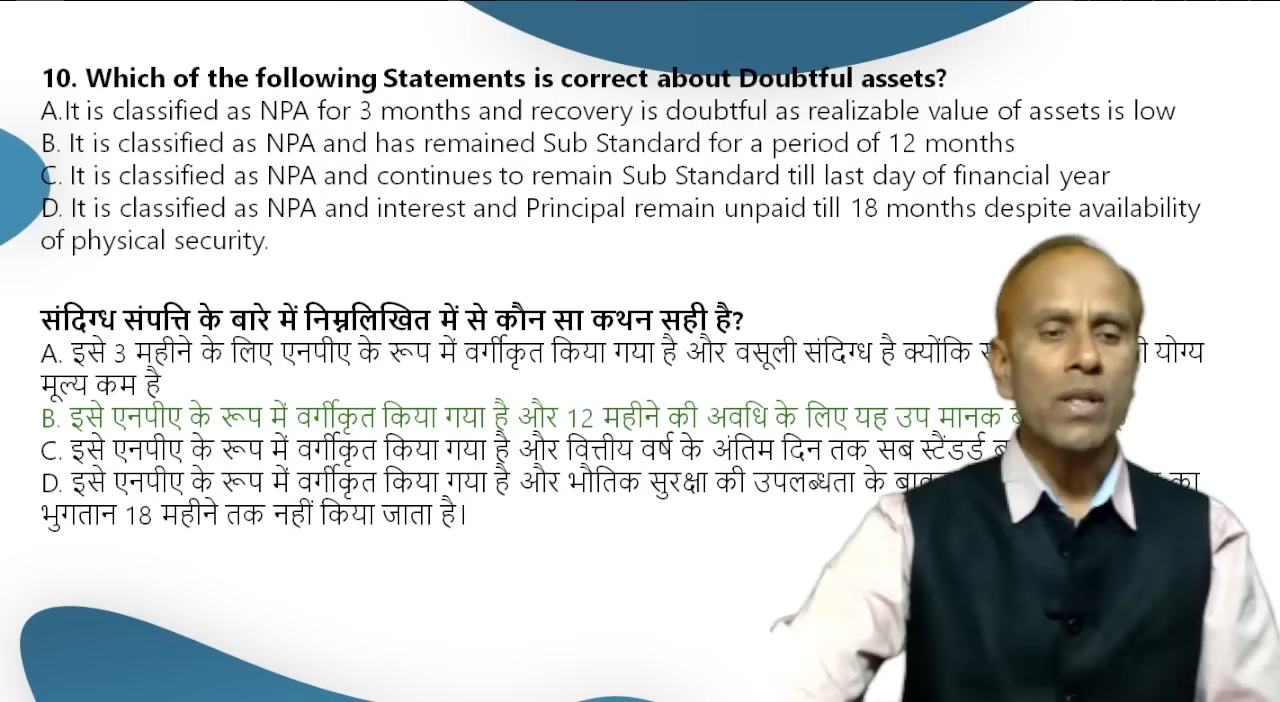 10. Which of the following Statements is correct about Doubtful assets?
A.It is classified as NPA for 3 months and recovery is doubtful as realizable value of assets is low
B. It is classified as NPA and has remained Sub Standard for a period of 12 months
C. It is classified as NPA and continues to remain Sub Standard till last day of financial year
D. It is classified as NPA and interest and Principal remain unpaid till 18 months despite availability
of physical security.
संदिग्ध संपत्ति के बारे में निम्नलिखित में से कौन सा कथन सही है?
A. इसे 3 महीने के लिए एनपीए के रूप में वर्गीकृत किया गया है और वसूली संदिग्ध है क्योंकि योग्य
मूल्य कम है
B. इसे एनपीए के रूप में वर्गीकृत किया गया है और 12 महीने की अवधि के लिए यह उप मानक
C. इसे एनपीए के रूप में वर्गीकृत किया गया है और वित्तीय वर्ष के अंतिम दिन तक सब स्टैंडर्ड
D. इसे एनपीए के रूप में वर्गीकृत किया गया है और भौतिक सुरक्षा की उपलब्धता के का
भुगतान 18 महीने तक नहीं किया जाता है।